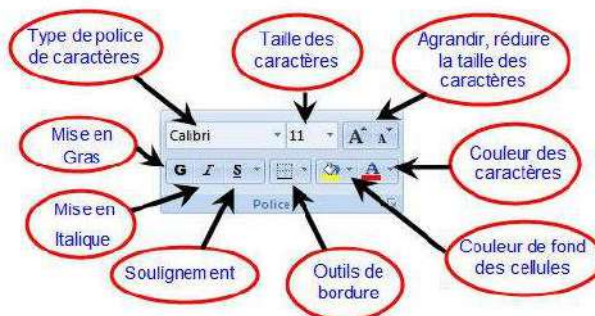 Type de police
de caractères
Taille des
caractères
Agrandir, réduire
la taille des
caractères
Calibri
11
A A
Mise en
Gras
G I S
A
Couleur des
caractères
Police
Mise en
Italique
Soulignement
Outils de
bordure
Couleur de fond
des cellules